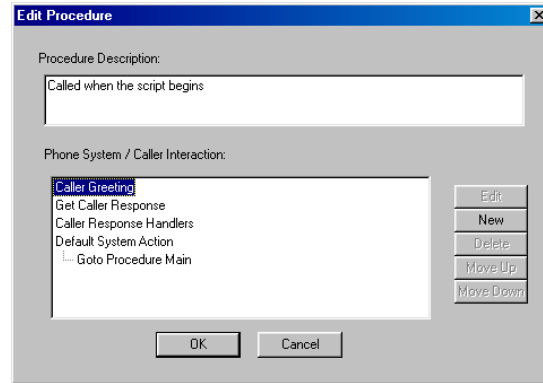 Edit Procedure
Procedure Description:
Called when the script begins
Phone System / Caller Interaction:
Caller Greeting
Get Caller Response
Caller Response Handlers
Default System Action
Goto Procedure Main
Edit
New
Delete
Move Up
Move Down
OK
Cancel